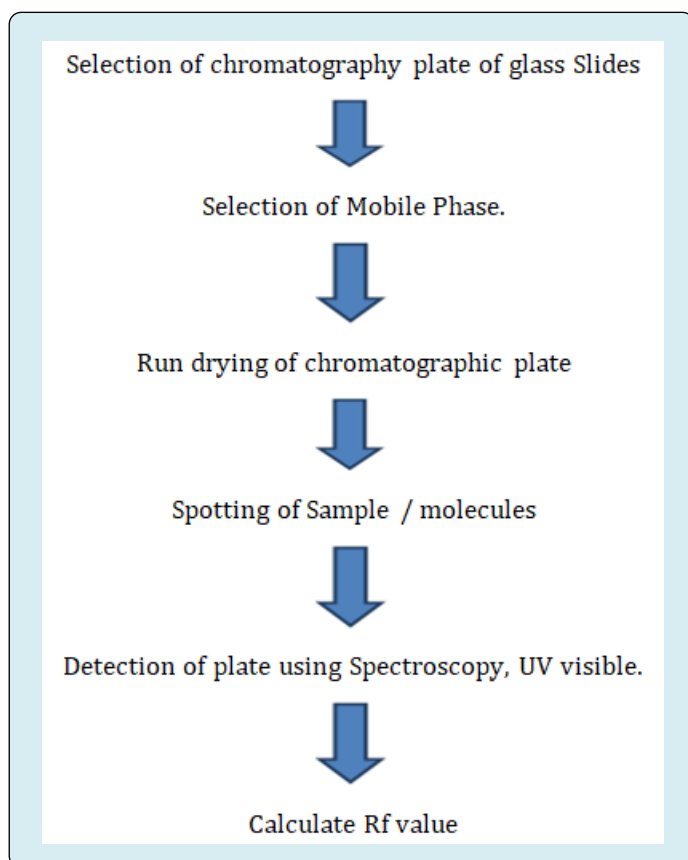 Selection of chromatography plate of glass Slides
Selection of Mobile Phase.
Run drying of chromatographic plate
Spotting of Sample / molecules
Detection of plate using Spectroscopy, UV visible.
Calculate Rf value